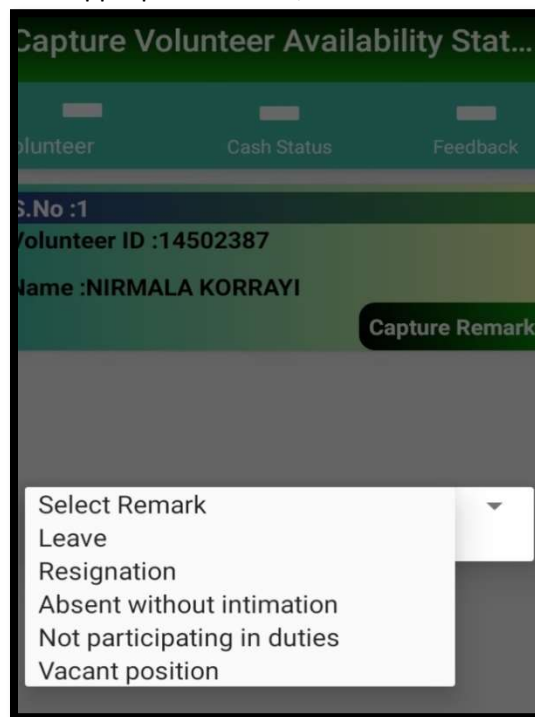 Capture Volunteer Availability Stat...
olunteer Cash Status Feedback
S.No :1
Volunteer ID :14502387
Name :NIRMALA KORRAYI
Capture Remark
Select Remark
Leave
Resignation
Absent without intimation
Not participating in duties
Vacant position